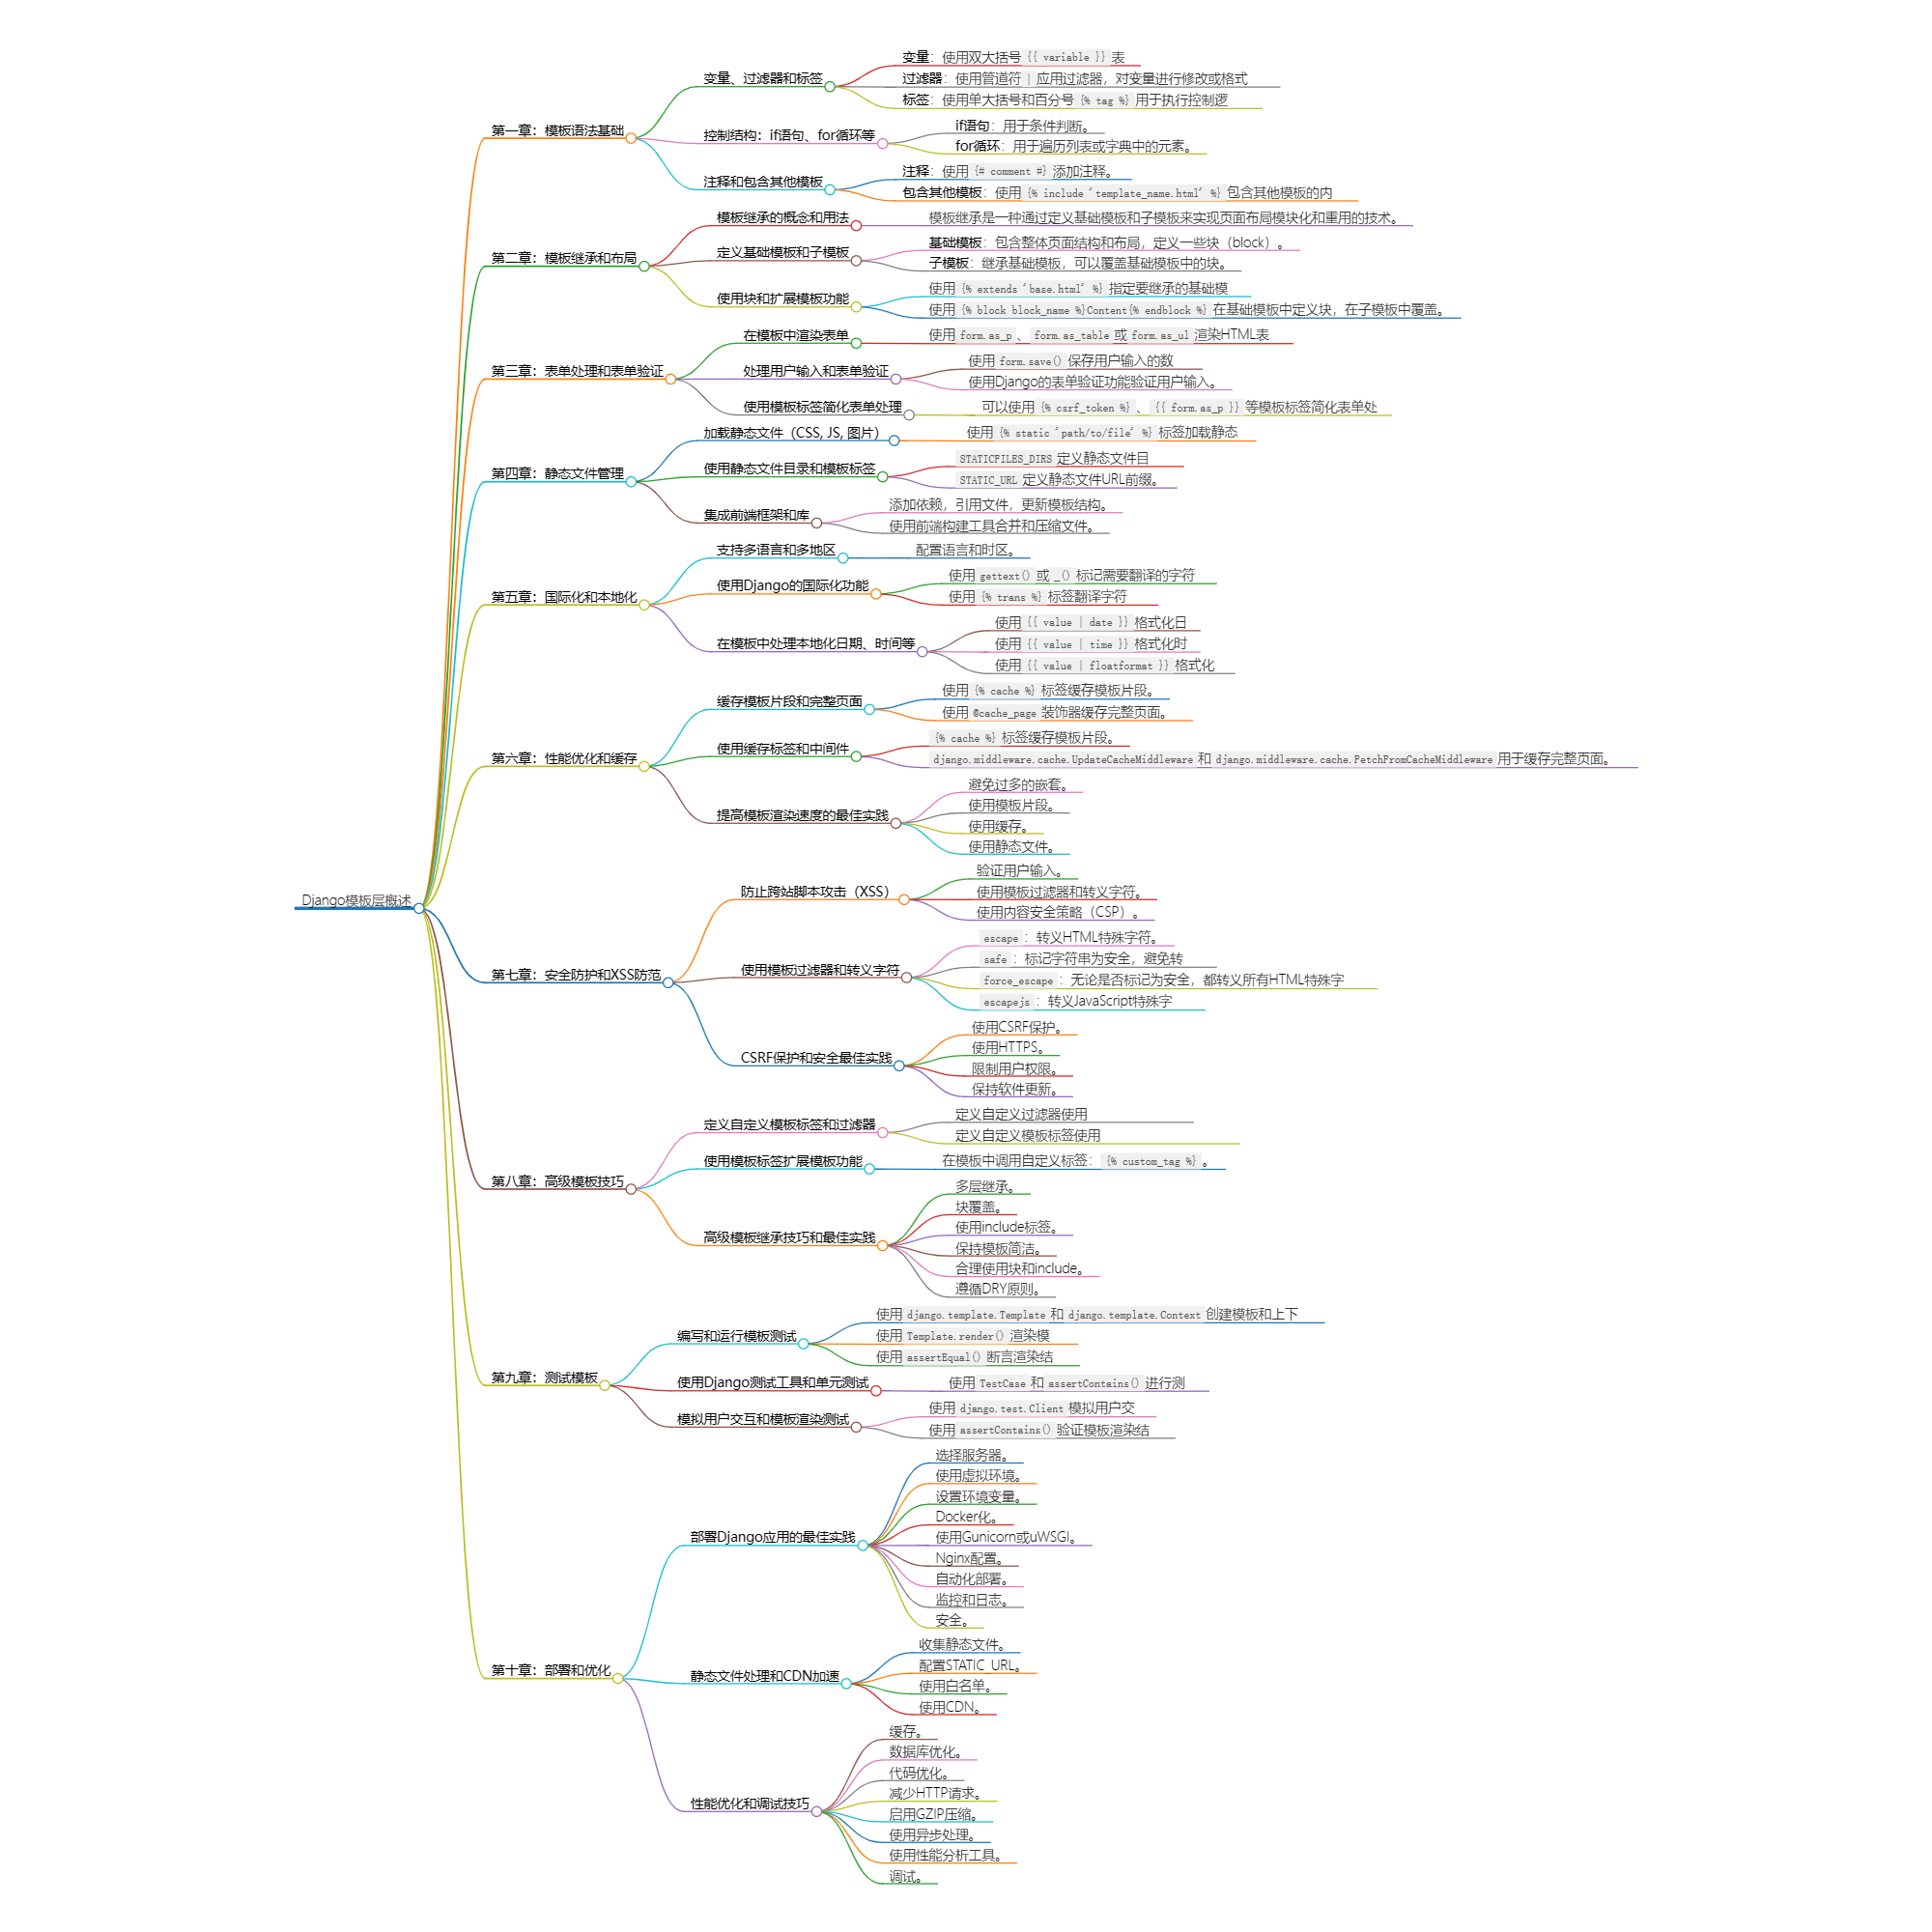 Django模板层概述
第一章：模板语法基础
变量、过滤器和标签
变量：使用双大括号 {{ variable }} 表
过滤器：使用管道符 | 应用过滤器，对变量进行修改或格式
标签：使用单大括号和百分号 {% tag %} 用于执行控制逻
控制结构：if语句、for循环等
if语句：用于条件判断。
for循环：用于遍历列表或字典中的元素。
注释和包含其他模板
注释：使用 {# comment #} 添加注释。
包含其他模板：使用 {% include 'template_name.html' %} 包含其他模板的内
第二章：模板继承和布局
模板继承的概念和用法
模板继承是一种通过定义基础模板和子模板来实现页面布局模块化和重用的技术。
定义基础模板和子模板
基础模板：包含整体页面结构和布局，定义一些块（block）。
子模板：继承基础模板，可以覆盖基础模板中的块。
使用块和扩展模板功能
使用 {% extends 'base.html' %} 指定要继承的基础模
使用 {% block block_name %}Content{% endblock %} 在基础模板中定义块，在子模板中覆盖。
第三章：表单处理和表单验证
在模板中渲染表单
使用 form.as_p 、 form.as_table 或 form.as_ul 渲染HTML表
处理用户输入和表单验证
使用 form.save() 保存用户输入的数
使用Django的表单验证功能验证用户输入。
使用模板标签简化表单处理
可以使用 {% csrf_token %} 、 {{ form.as_p }} 等模板标签简化表单处
第四章：静态文件管理
加载静态文件（CSS, JS, 图片）
使用 {% static 'path/to/file' %} 标签加载静态
使用静态文件目录和模板标签
STATICFILES_DIRS 定义静态文件目
STATIC_URL 定义静态文件URL前缀。
集成前端框架和库
添加依赖，引用文件，更新模板结构。
使用前端构建工具合并和压缩文件。
第五章：国际化和本地化
支持多语言和多地区
配置语言和时区。
使用Django的国际化功能
使用 gettext() 或 _() 标记需要翻译的字符
使用 {% trans %} 标签翻译字符
在模板中处理本地化日期、时间等
使用 {{ value | date }} 格式化日
使用 {{ value | time }} 格式化时
使用 {{ value | floatformat }} 格式化
第六章：性能优化和缓存
缓存模板片段和完整页面
使用 {% cache %} 标签缓存模板片段。
使用 @cache_page 装饰器缓存完整页面。
使用缓存标签和中间件
{% cache %} 标签缓存模板片段。
django.middleware.cache.UpdateCacheMiddleware 和 django.middleware.cache.FetchFromCacheMiddleware 用于缓存完整页面。
提高模板渲染速度的最佳实践
避免过多的嵌套。
使用模板片段。
使用缓存。
使用静态文件。
第七章：安全防护和XSS防范
防止跨站脚本攻击（XSS）
验证用户输入。
使用模板过滤器和转义字符。
使用内容安全策略（CSP）。
使用模板过滤器和转义字符
escape ：转义HTML特殊字符。
safe ：标记字符串为安全，避免转
force_escape ：无论是否标记为安全，都转义所有HTML特殊字
escapejs ：转义JavaScript特殊字
CSRF保护和安全最佳实践
使用CSRF保护。
使用HTTPS。
限制用户权限。
保持软件更新。
第八章：高级模板技巧
定义自定义模板标签和过滤器
定义自定义过滤器使用
定义自定义模板标签使用
使用模板标签扩展模板功能
在模板中调用自定义标签： {% custom_tag %} 。
高级模板继承技巧和最佳实践
多层继承。
块覆盖。
使用include标签。
保持模板简洁。
合理使用块和include。
遵循DRY原则。
第九章：测试模板
编写和运行模板测试
使用 django.template.Template 和 django.template.Context 创建模板和上下
使用 Template.render() 渲染模
使用 assertEqual() 断言渲染结
使用Django测试工具和单元测试
使用 TestCase 和 assertContains() 进行测
模拟用户交互和模板渲染测试
使用 django.test.Client 模拟用户交
使用 assertContains() 验证模板渲染结
第十章：部署和优化
部署Django应用的最佳实践
选择服务器。
使用虚拟环境。
设置环境变量。
Docker化。
使用Gunicorn或uWSGI。
Nginx配置。
自动化部署。
监控和日志。
安全。
静态文件处理和CDN加速
收集静态文件。
配置STATIC_URL。
使用白名单。
使用CDN。
性能优化和调试技巧
缓存。
数据库优化。
代码优化。
减少HTTP请求。
启用GZIP压缩。
使用异步处理。
使用性能分析工具。
调试。